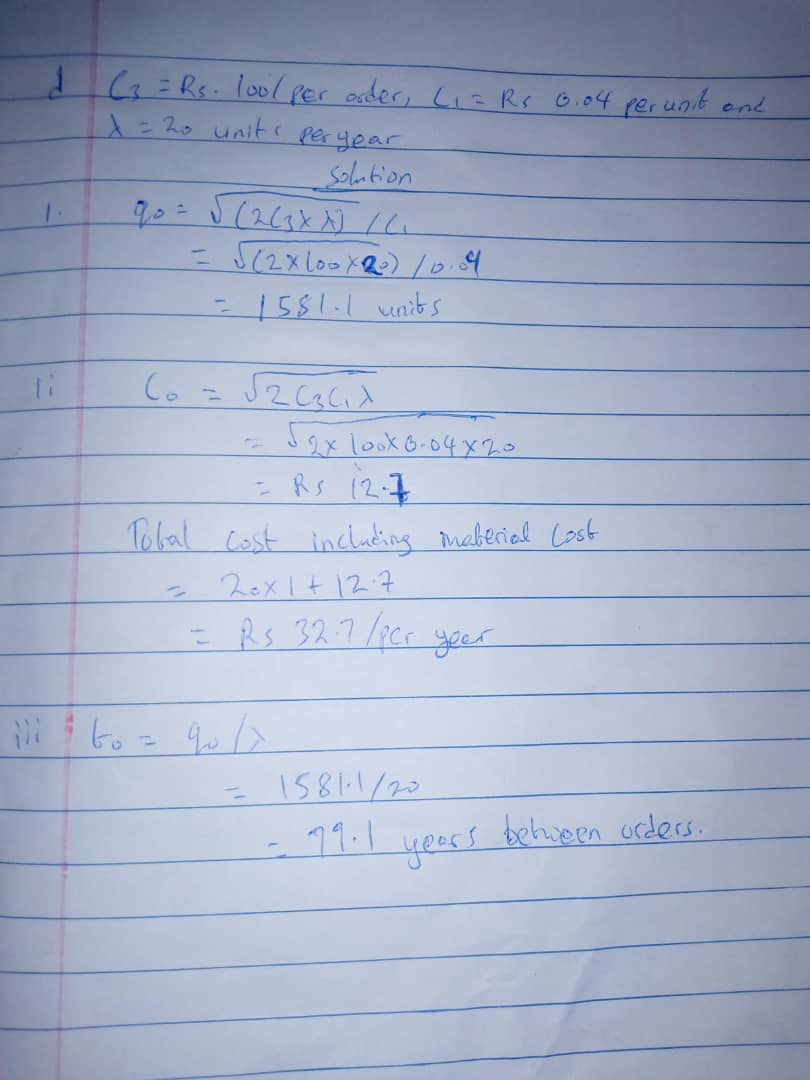 d C₃ = Rs. 100/per order, C₁ = Rs 0.04 per unit and
λ = 20 units per year
Solution
1. q₀ = √(2C₃×λ)/C₁
= √(2×100×20)/0.04
= 1581.1 units
ii C₀ = √2C₃C₁λ
= √2×100×0.04×20
= Rs 12.7
Total cost including material cost
= 20×1+12.7
= Rs 32.7/per year
iii t₀ = q₀/λ
= 1581.1/20
= 79.1 years between orders.